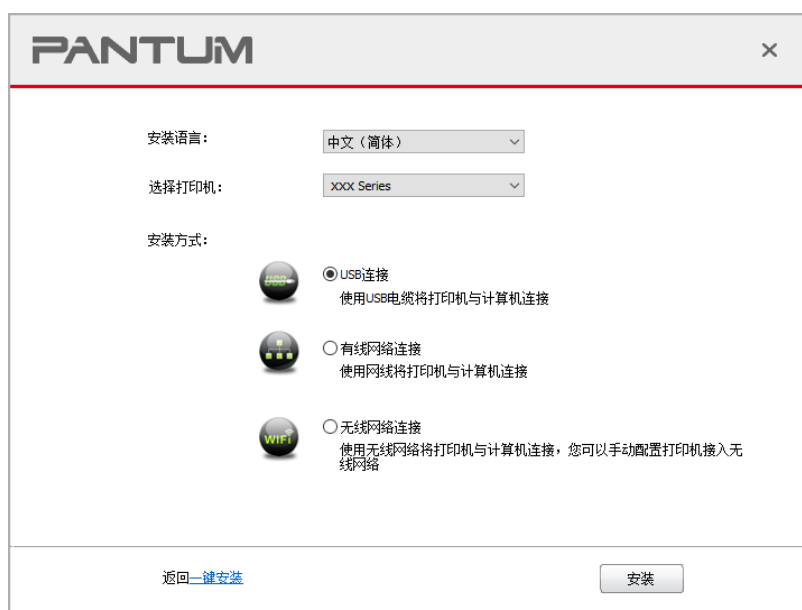 PANTUM
安装语言：
中文（简体）
选择打印机：
XXX Series
安装方式：
USB
USB连接
使用USB电缆将打印机与计算机连接
有线网络连接
使用网线将打印机与计算机连接
WiFi
无线网络连接
使用无线网络将打印机与计算机连接，您可以手动配置打印机接入无
线网络
返回一键安装
安装